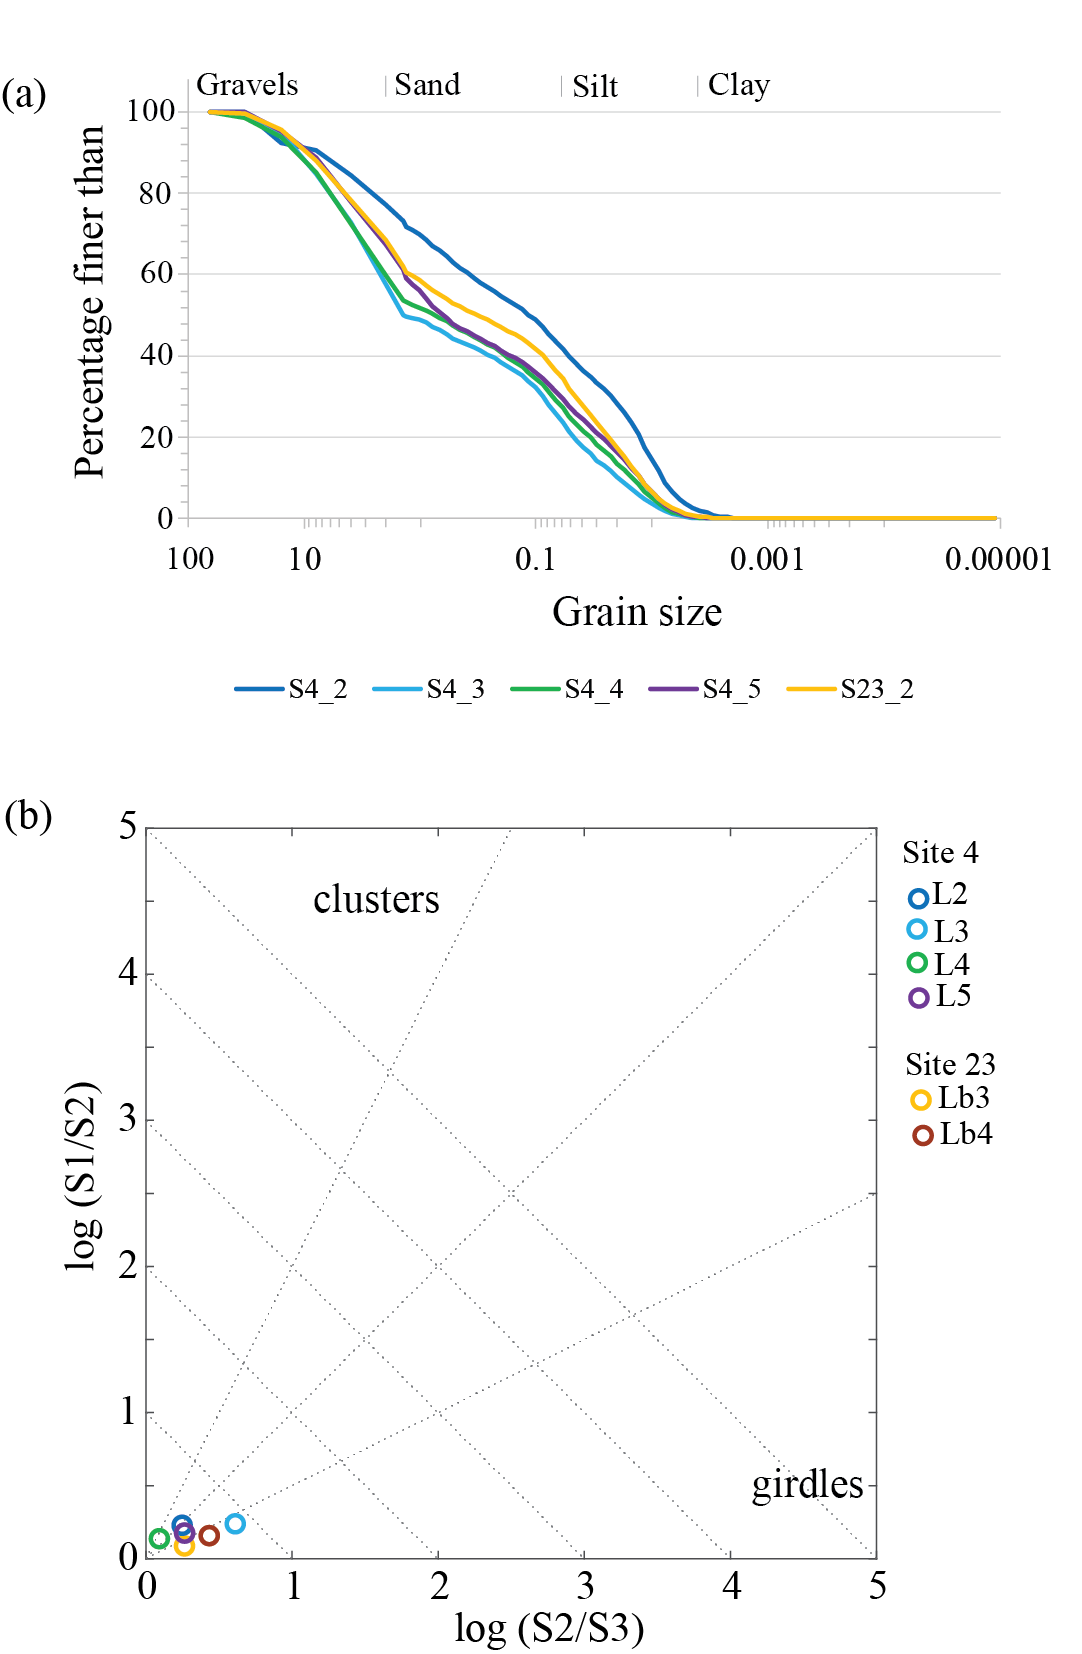 (a)
Gravels Sand Silt Clay
100
80
60
40
20
0
Percentage finer than
100 10 0.1 0.001 0.00001
Grain size
S4_2 S4_3 S4_4 S4_5 S23_2
(b)
5
4
3
2
1
0
log (S1/S2)
clusters
girdles
0 1 2 3 4 5
log (S2/S3)
Site 4
L2
L3
L4
L5
Site 23
Lb3
Lb4